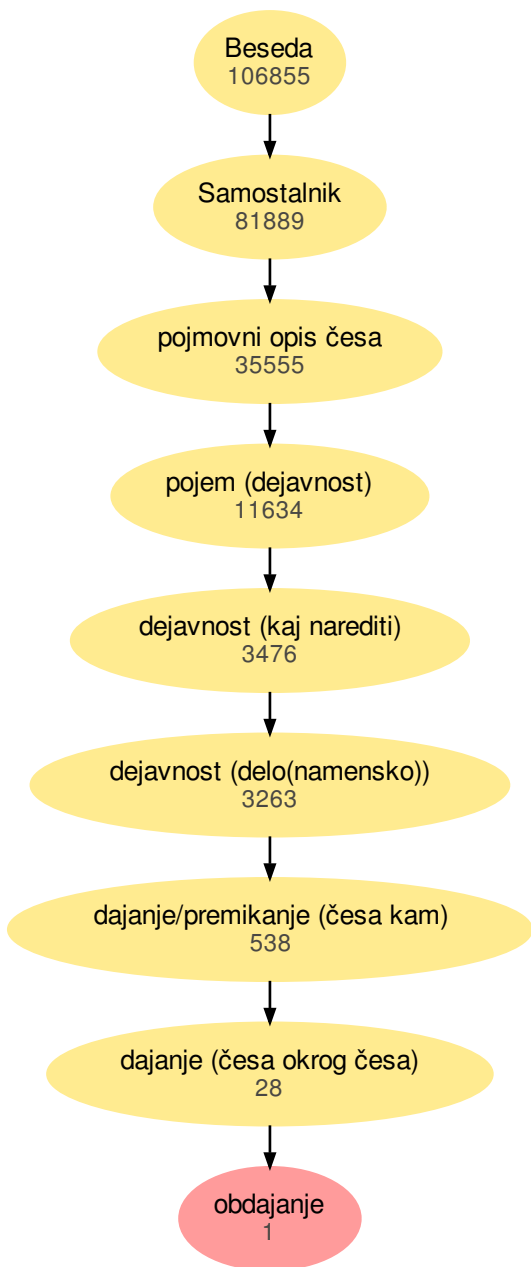 Beseda
106855
Samostalnik
81889
pojmovni opis česa
35555
pojem (dejavnost)
11634
dejavnost (kaj narediti)
3476
dejavnost (delo(namensko))
3263
dajanje/premikanje (česa kam)
538
dajanje (česa okrog česa)
28
obdajanje
1